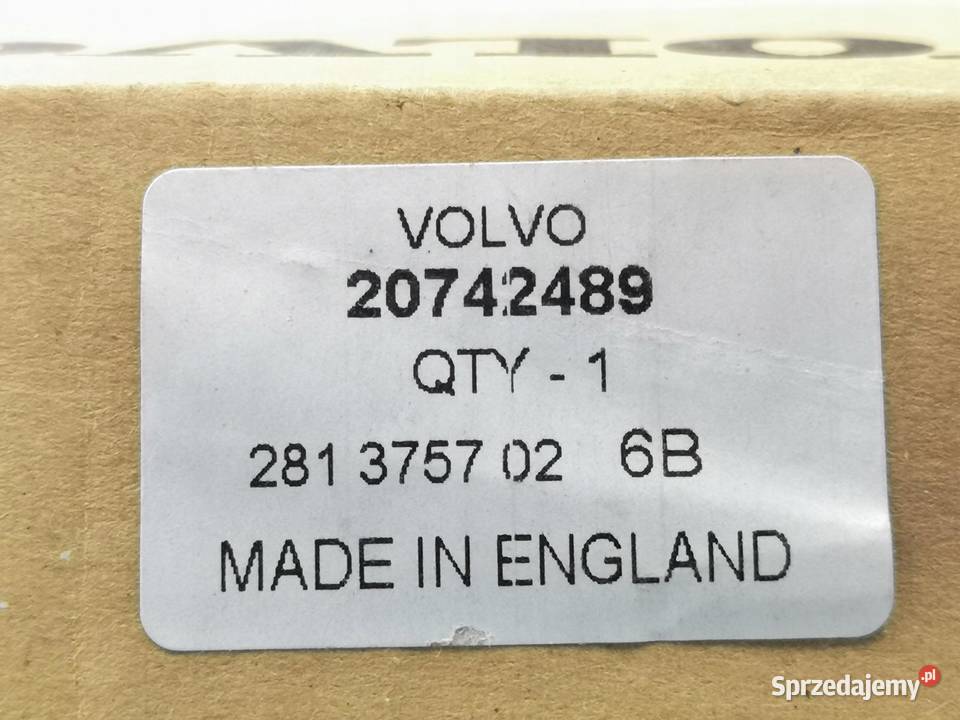 VOLVO
20742489
QTY - 1
281 3757 02 6B
MADE IN ENGLAND
Sprzedajemy.pl